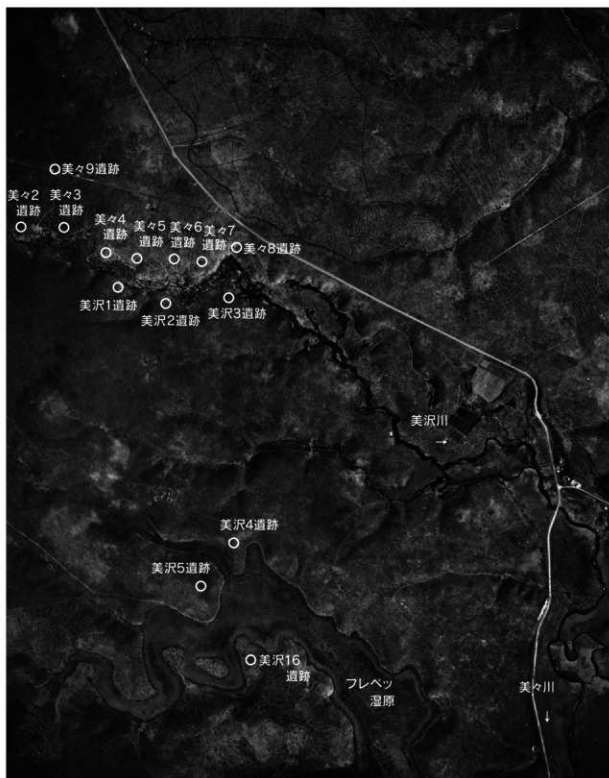 美々9遺跡
美々2
遺跡
美々3
遺跡
美々4
遺跡
美々5
遺跡
美々6
遺跡
美々7
遺跡
美々8遺跡
美沢1遺跡
美沢2遺跡
美沢3遺跡
美沢川
→
美沢4遺跡
美沢5遺跡
美沢16
遺跡
フレペッ
湿原
美々川
↓